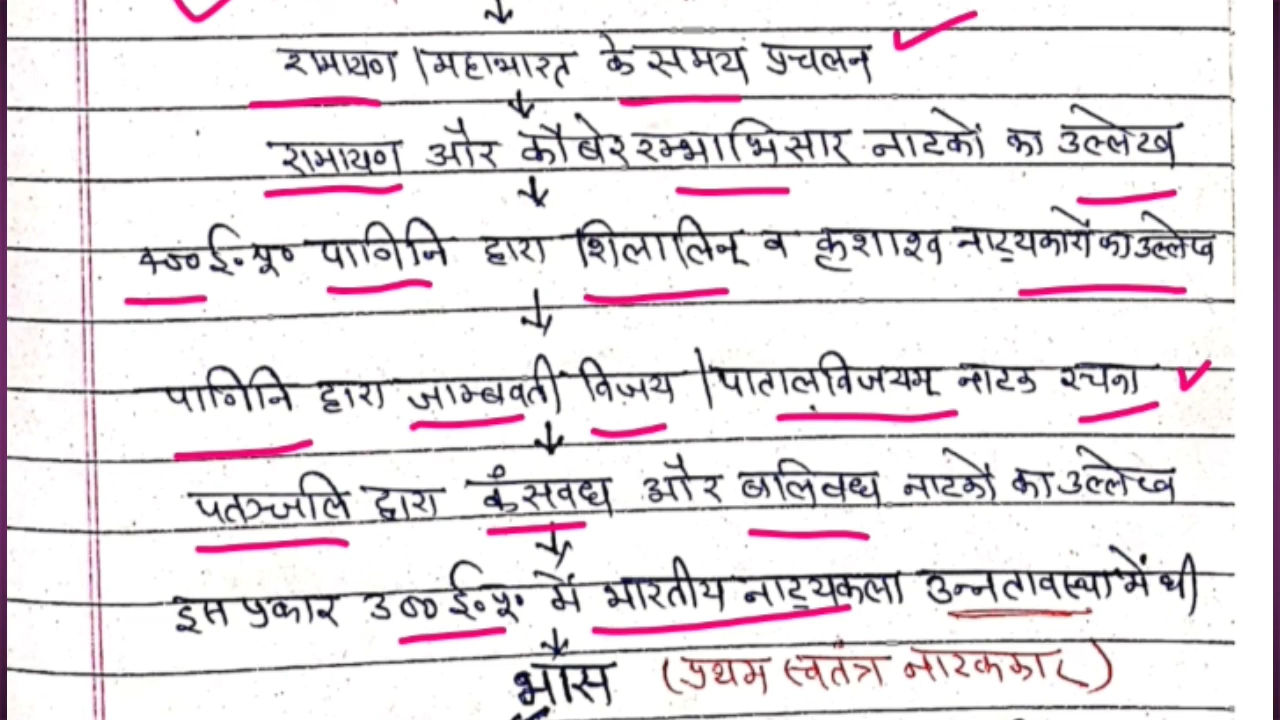 रामायण / महाभारत के समय प्रचलन
रामायण और कौबेररम्भाभिसार नाटकों का उल्लेख
400 ई.पू. पाणिनि द्वारा शिलालिन् व कृशाश्व नाट्यकारों का उल्लेख
पाणिनि द्वारा जाम्बवती विजय / पातालविजयम् नाटक रचना
पतञ्जलि द्वारा कंसवध और बलिवध नाटकों का उल्लेख
इस प्रकार 300 ई.पू. में भारतीय नाट्यकला उन्नतावस्था में थी
भास (प्रथम स्वतंत्र नाटककार)